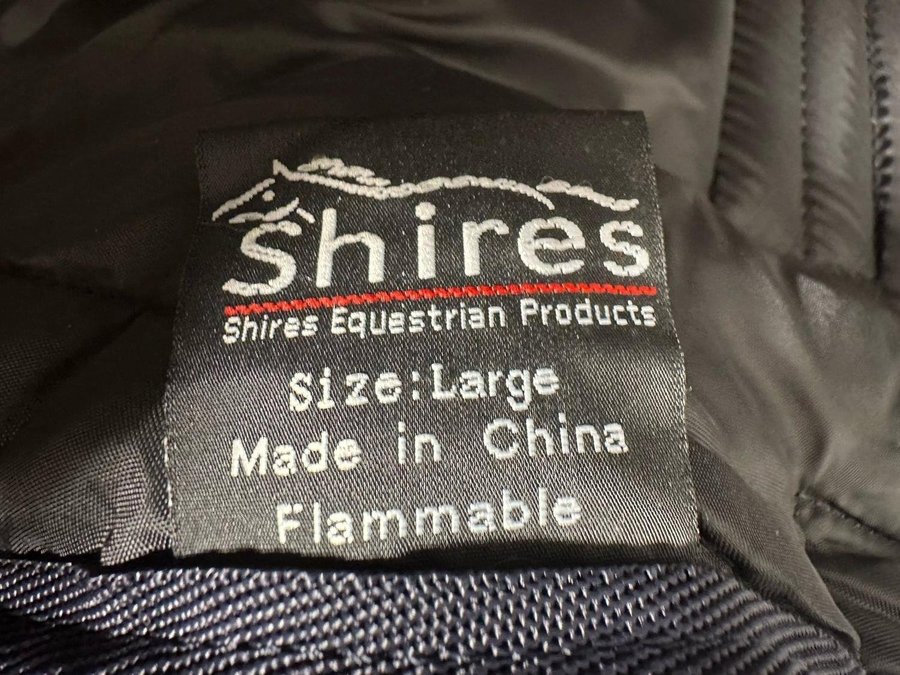 Shires
Shires Equestrian Products
Size:Large
Made in China
Flammable